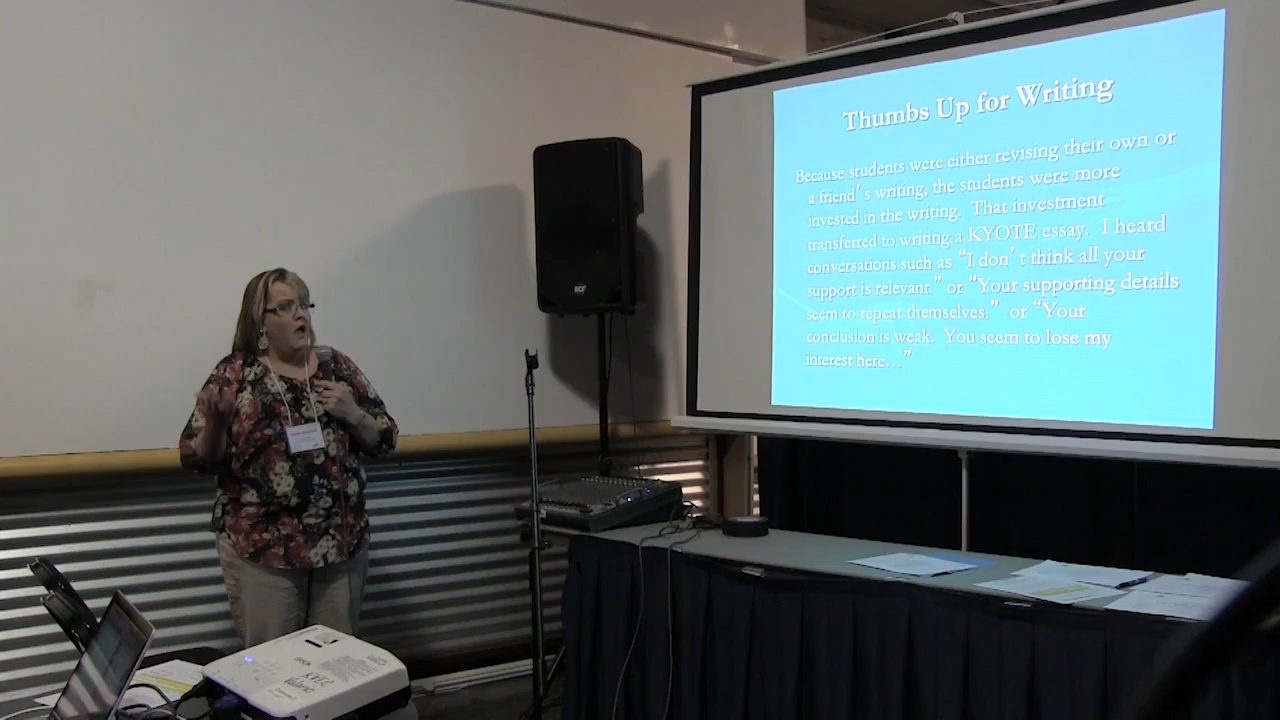 Thumbs Up for Writing
Because students were either revising their own or
a friend's writing, the students were more
invested in the writing. That investment
transferred to writing a KYOTE essay. I heard
conversations such as "I don't think all your
support is relevant." or "Your supporting details
seem to repeat themselves." or "Your
conclusion is weak. You seem to lose my
interest here…"
RCF
EPSON
KVEC